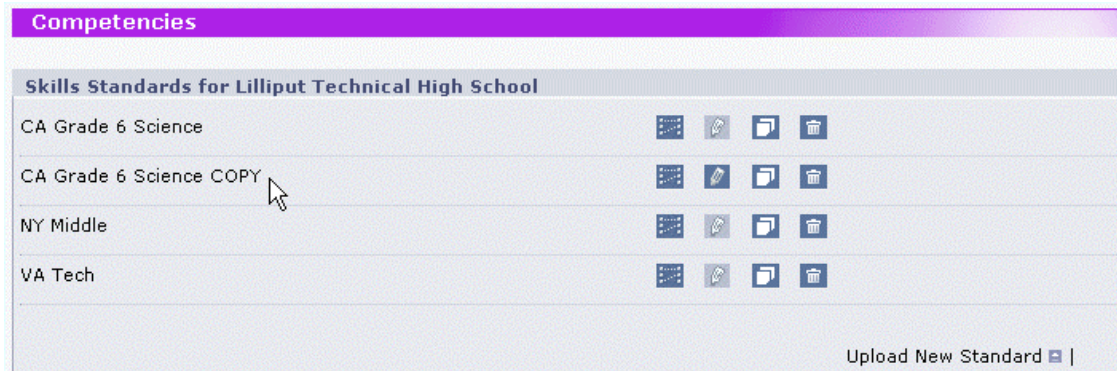 Competencies
Skills Standards for Lilliput Technical High School
CA Grade 6 Science
CA Grade 6 Science COPY
NY Middle
VA Tech
Upload New Standard |